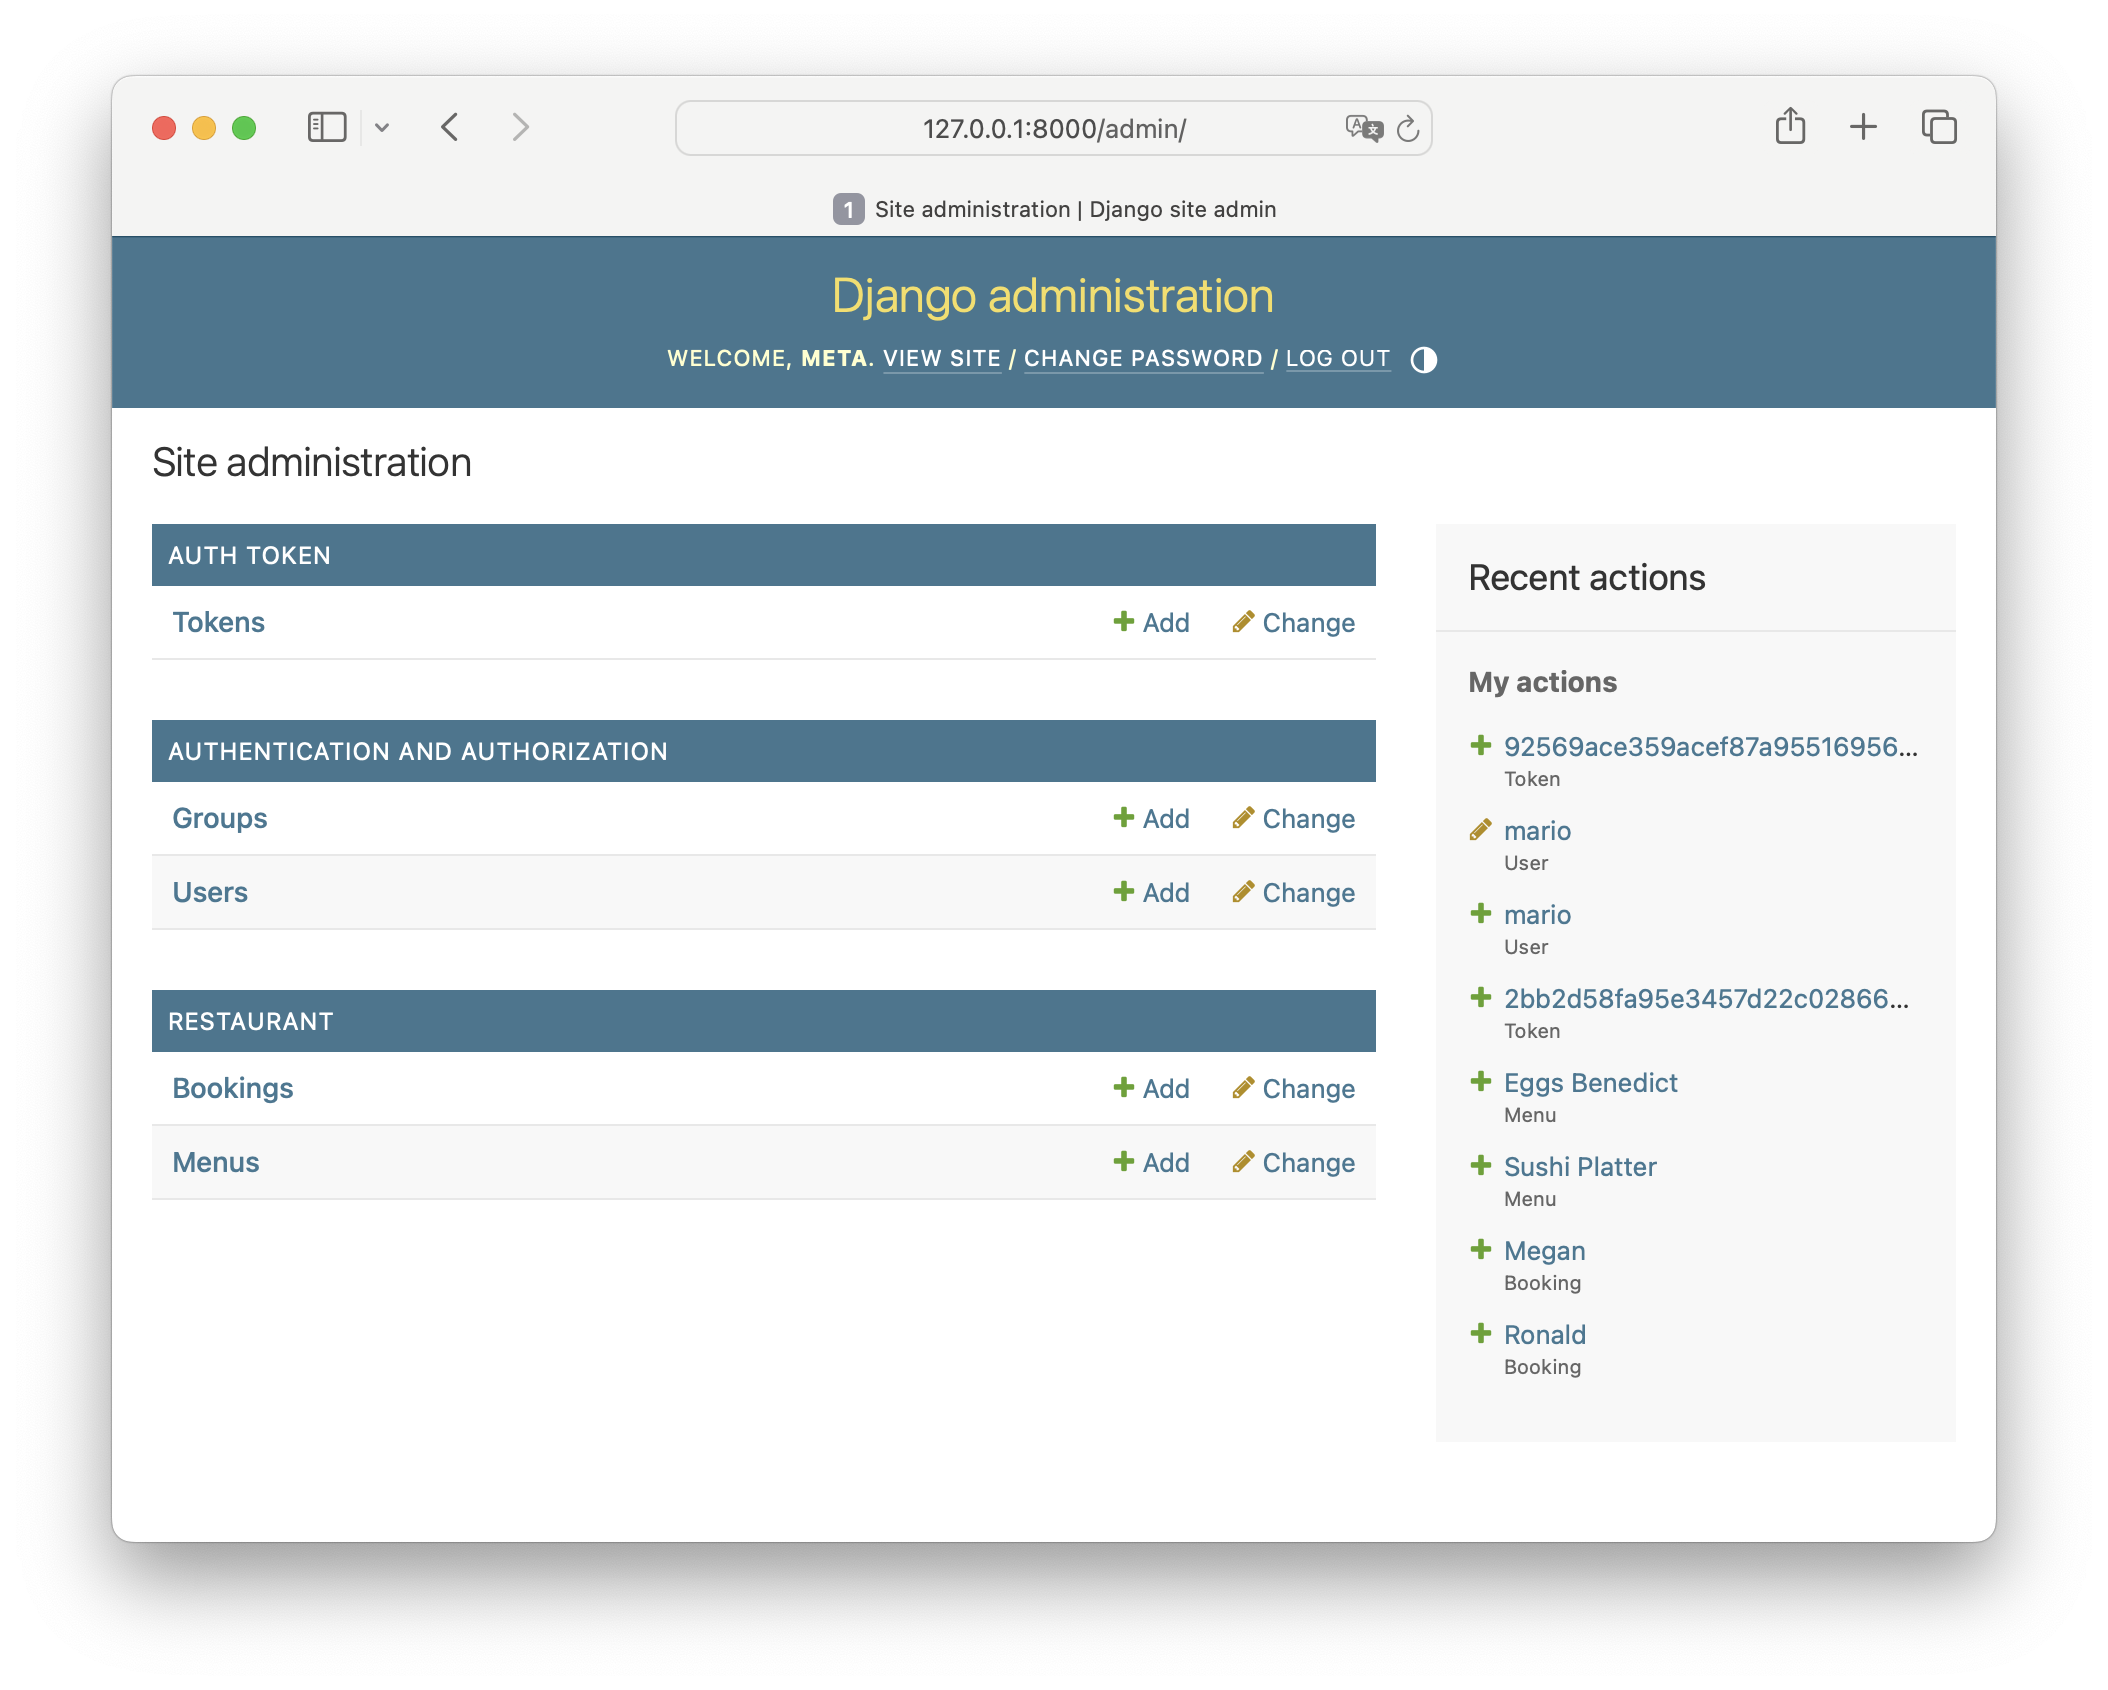 127.0.0.1:8000/admin/
1 Site administration | Django site admin
Django administration
WELCOME, META. VIEW SITE / CHANGE PASSWORD / LOG OUT
Site administration
AUTH TOKEN
Tokens Add Change
AUTHENTICATION AND AUTHORIZATION
Groups Add Change
Users Add Change
RESTAURANT
Bookings Add Change
Menus Add Change
Recent actions
My actions
92569ace359acef87a95516956...
Token
mario
User
mario
User
2bb2d58fa95e3457d22c02866...
Token
Eggs Benedict
Menu
Sushi Platter
Menu
Megan
Booking
Ronald
Booking